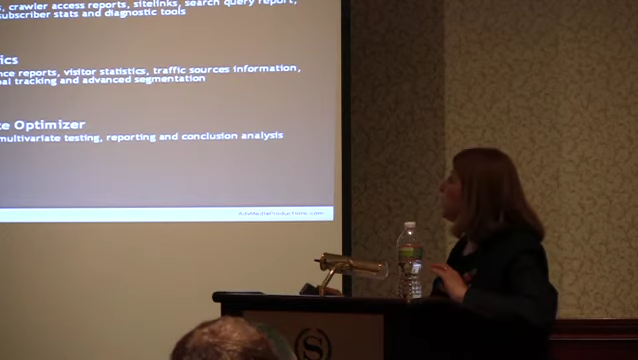 crawler access reports, sitelinks, search query report,
subscriber stats and diagnostic tools
ics
nce reports, visitor statistics, traffic sources information,
al tracking and advanced segmentation
te Optimizer
multivariate testing, reporting and conclusion analysis
S